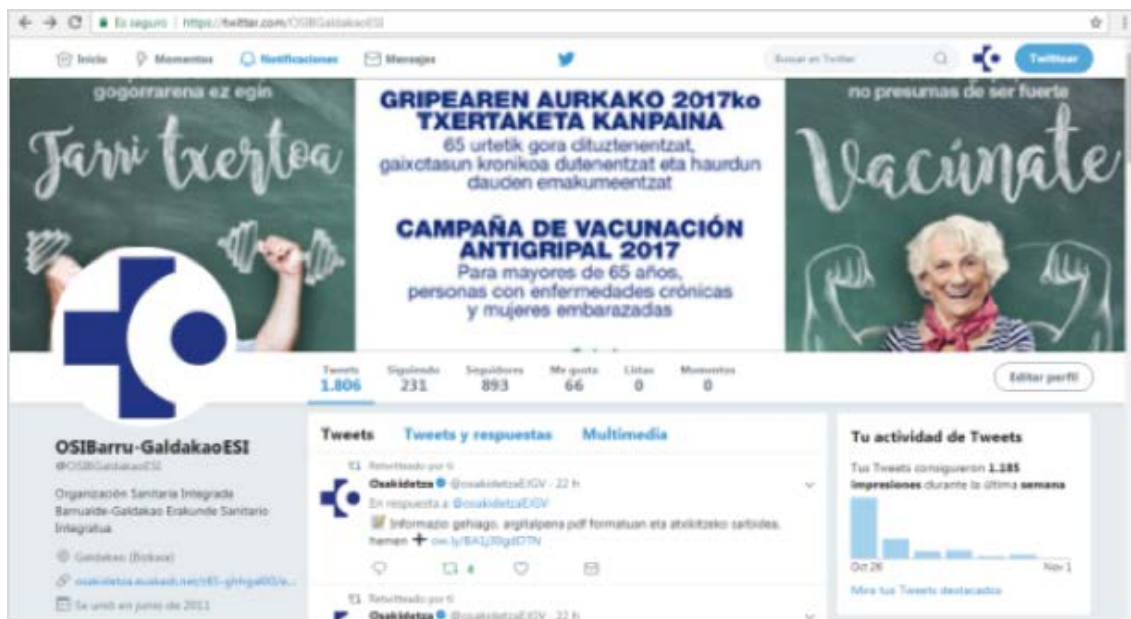 Es seguro | https://twitter.com/OSIBGaldakaoESI
Inicio Momentos Notificaciones Mensajes Buscar en Twitter Twittear
gogorrarena ez egin
Jarri txertoa
GRIPEAREN AURKAKO 2017ko
TXERTAKETA KANPAINA
65 urtetik gora dituztenentzat,
gaixotasun kronikoa dutenentzat eta haurdun
dauden emakumeentzat
CAMPAÑA DE VACUNACIÓN
ANTIGRIPAL 2017
Para mayores de 65 años,
personas con enfermedades crónicas
y mujeres embarazadas
no presumas de ser fuerte
Vacúnate
Tweets Siguiendo Seguidores Me gusta Listas Momentos
1.806 231 893 66 0 0
Editar perfil
OSIBarru-GaldakaoESI
@OSIBGaldakaoESI
Organización Sanitaria Integrada
Barrualde-Galdakao Erakunde Sanitario
Integratua
Galdakao (Bizkaia)
Se unió en junio de 2011
Tweets Tweets y respuestas Multimedia
Retwitteado por ti
Osakidetza @osakidetzaEJGV · 22 h
En respuesta a @osakidetzaEJGV
Informazio gehiago, argitalpena pdf formatuan eta atxikitzeko sarbidea,
hemen
Retwitteado por ti
Osakidetza @osakidetzaEJGV · 22 h
Tu actividad de Tweets
Tus Tweets consiguieron 1.185
impresiones durante la última semana
Oct 26 Nov 1
Mira tus Tweets destacados